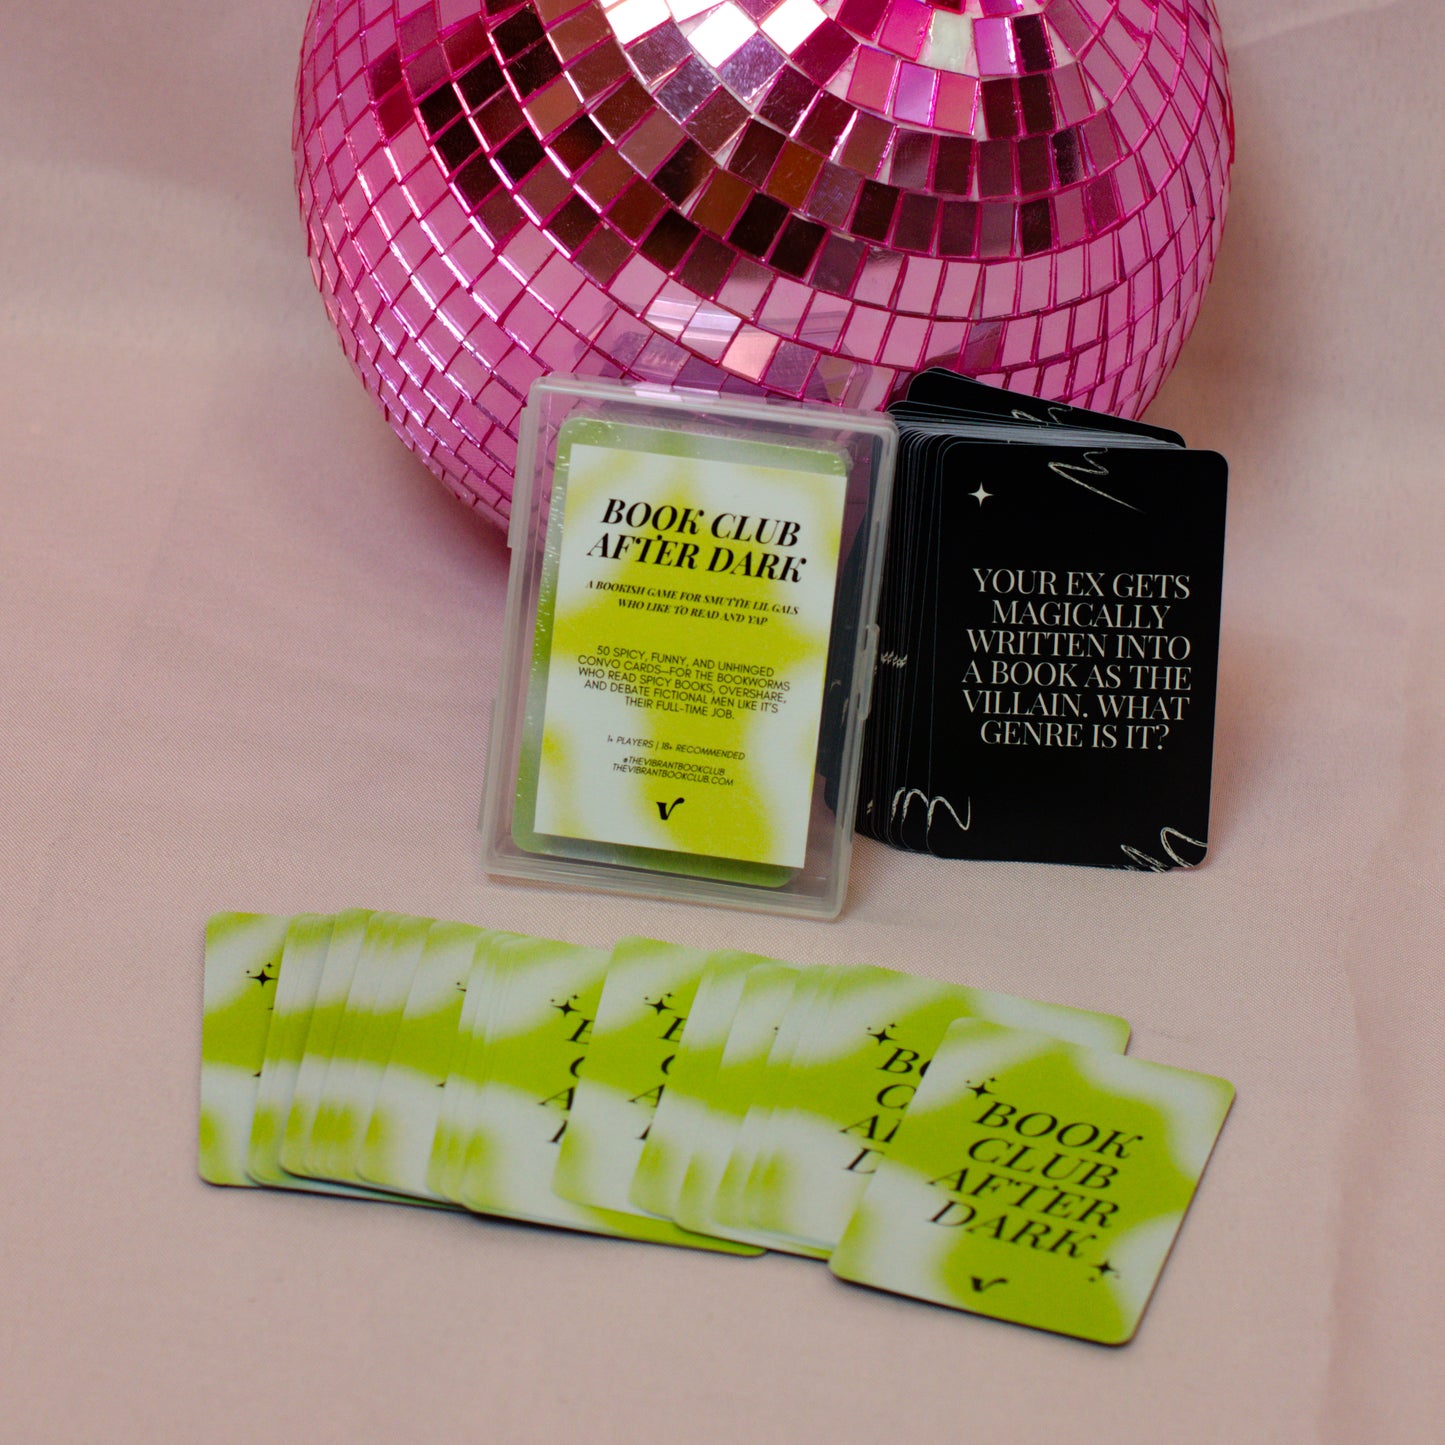 BOOK CLUB
AFTER DARK
A BOOKISH GAME FOR SMUTTIE LIL GALS
WHO LIKE TO READ AND YAP
50 SPICY, FUNNY, AND UNHINGED
CONVO CARDS—FOR THE BOOKWORMS
WHO READ SPICY BOOKS, OVERSHARE,
AND DEBATE FICTIONAL MEN LIKE IT'S
THEIR FULL-TIME JOB.
1+ PLAYERS | 18+ RECOMMENDED
@THEVIBRANTBOOKCLUB
THEVIBRANTBOOKCLUB.COM
V
YOUR EX GETS
MAGICALLY
WRITTEN INTO
A BOOK AS THE
VILLAIN. WHAT
GENRE IS IT?
BOOK
CLUB
AFTER
DARK
V